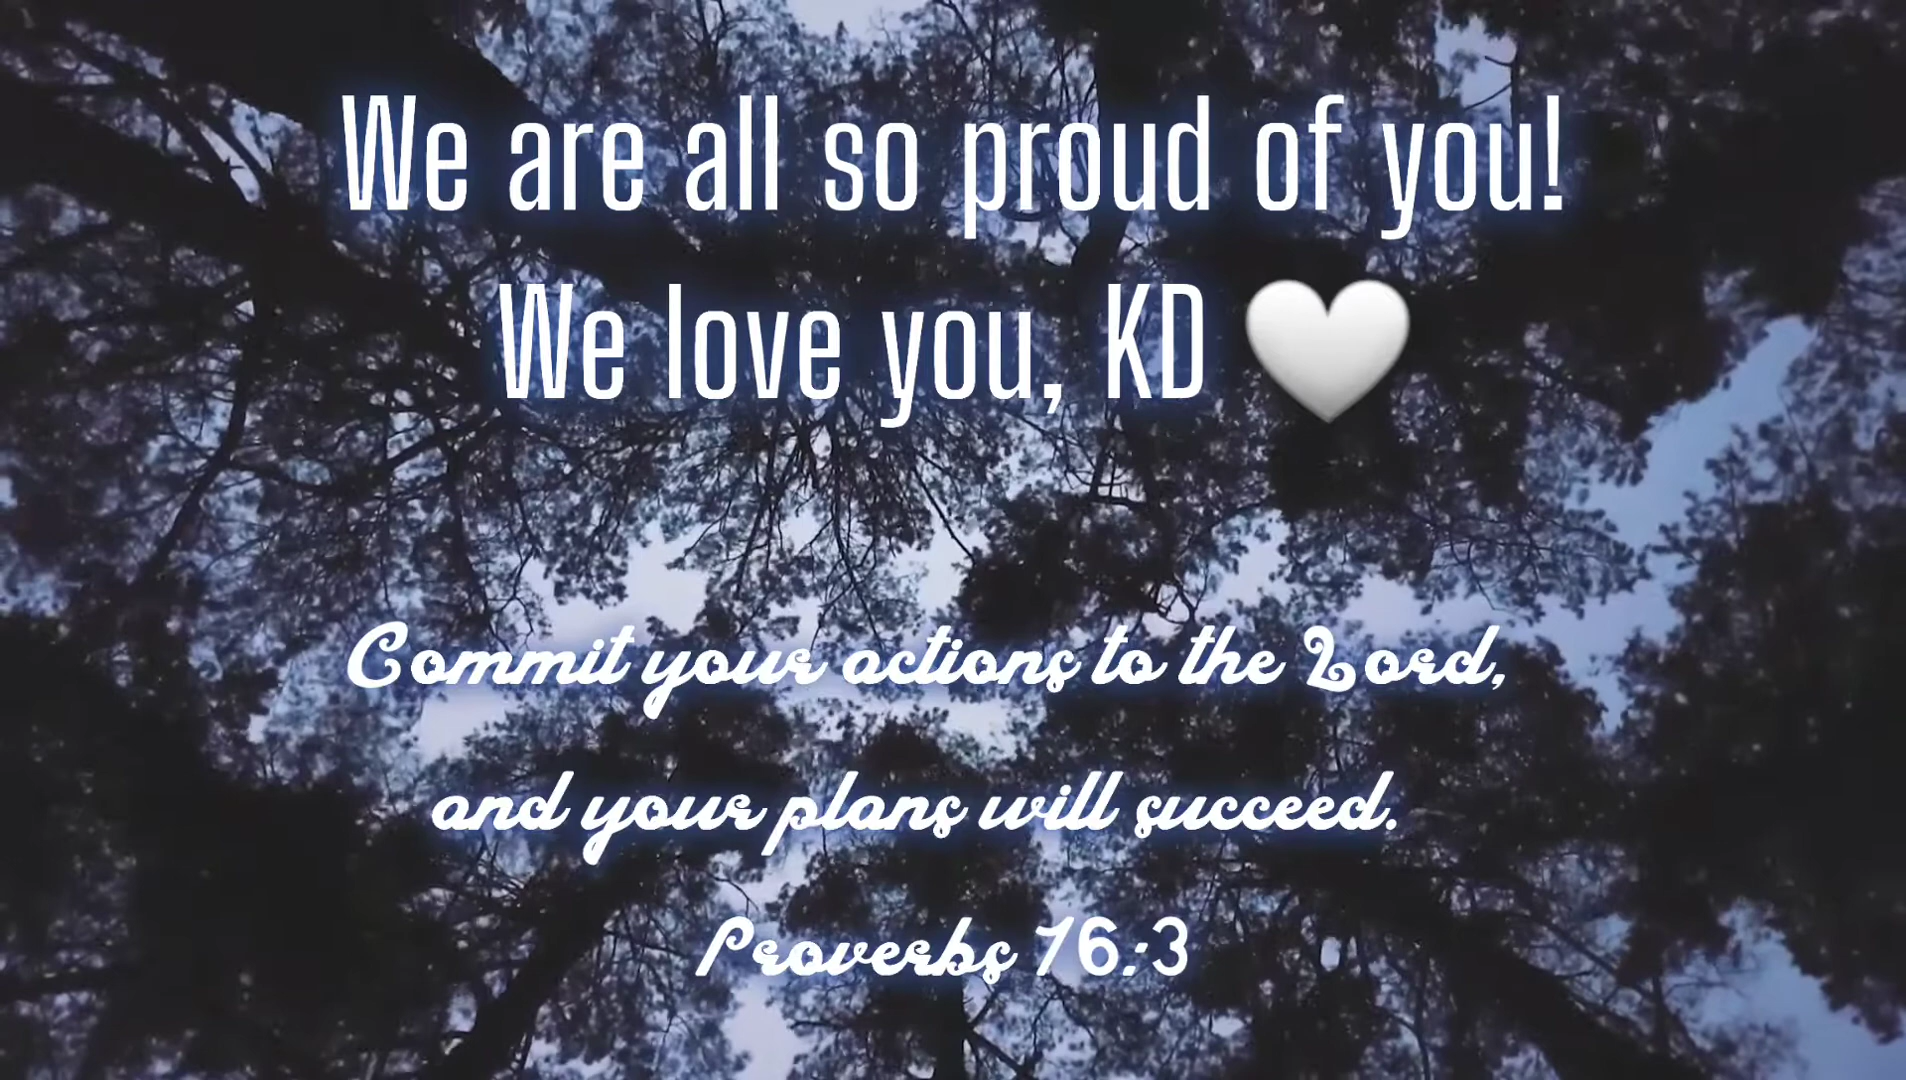 We are all so proud of you!
We love you, KD 🤍
Commit your actions to the Lord,
and your plans will succeed.
Proverbs 16:3